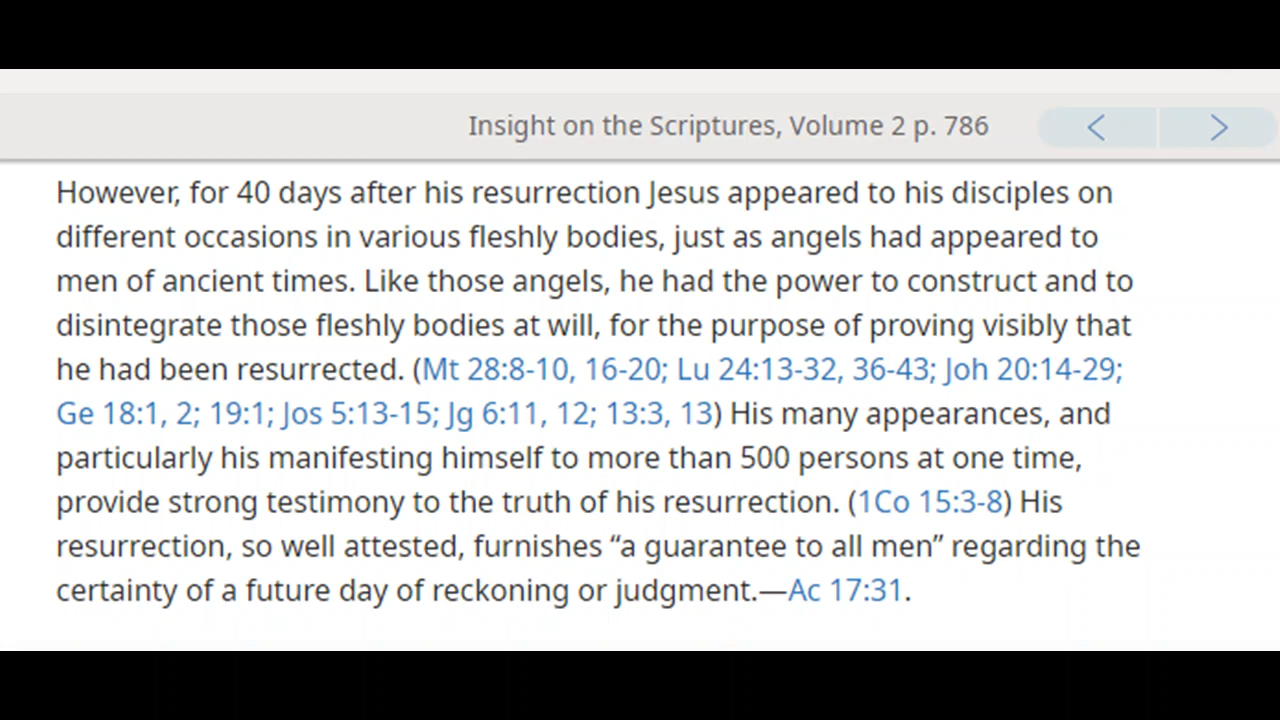 Insight on the Scriptures, Volume 2 p. 786
However, for 40 days after his resurrection Jesus appeared to his disciples on
different occasions in various fleshly bodies, just as angels had appeared to
men of ancient times. Like those angels, he had the power to construct and to
disintegrate those fleshly bodies at will, for the purpose of proving visibly that
he had been resurrected. (Mt 28:8-10, 16-20; Lu 24:13-32, 36-43; Joh 20:14-29;
Ge 18:1, 2; 19:1; Jos 5:13-15; Jg 6:11, 12; 13:3, 13) His many appearances, and
particularly his manifesting himself to more than 500 persons at one time,
provide strong testimony to the truth of his resurrection. (1Co 15:3-8) His
resurrection, so well attested, furnishes “a guarantee to all men” regarding the
certainty of a future day of reckoning or judgment.—Ac 17:31.